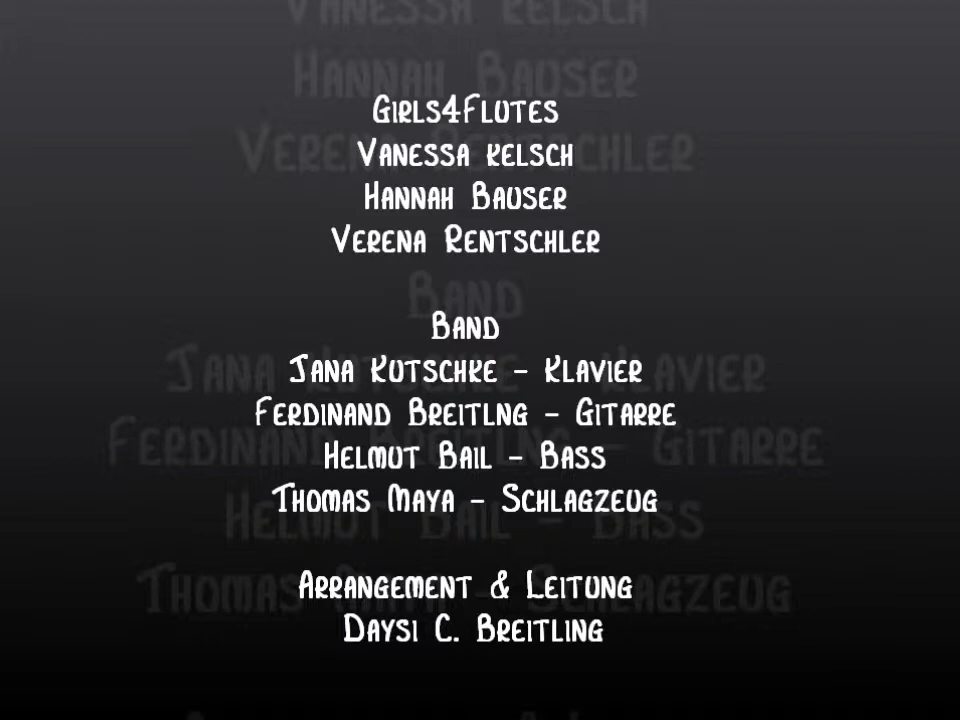 Girls4Flutes
Vanessa Kelsch
Hannah Bauser
Verena Rentschler
Band
Jana Kutschke - Klavier
Ferdinand Breitlng - Gitarre
Helmut Bail - Bass
Thomas Maya - Schlagzeug
Arrangement & Leitung
Daysi C. Breitling